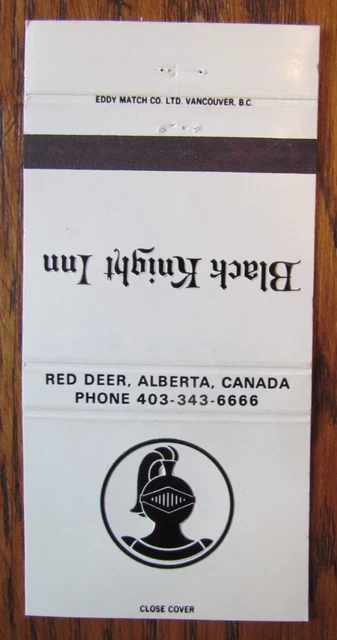 EDDY MATCH CO. LTD. VANCOUVER, B.C.
Black Knight Inn
RED DEER, ALBERTA, CANADA
PHONE 403-343-6666
CLOSE COVER